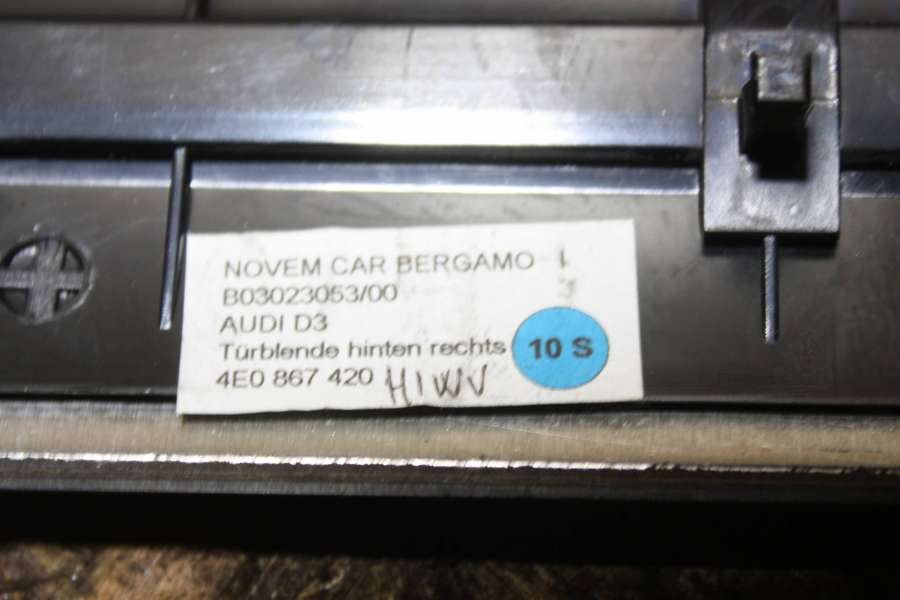 NOVEM CAR BERGAMO
B03023053/00
AUDI D3
Türblende hinten rechts
10 S
4E0 867 420 H1WV